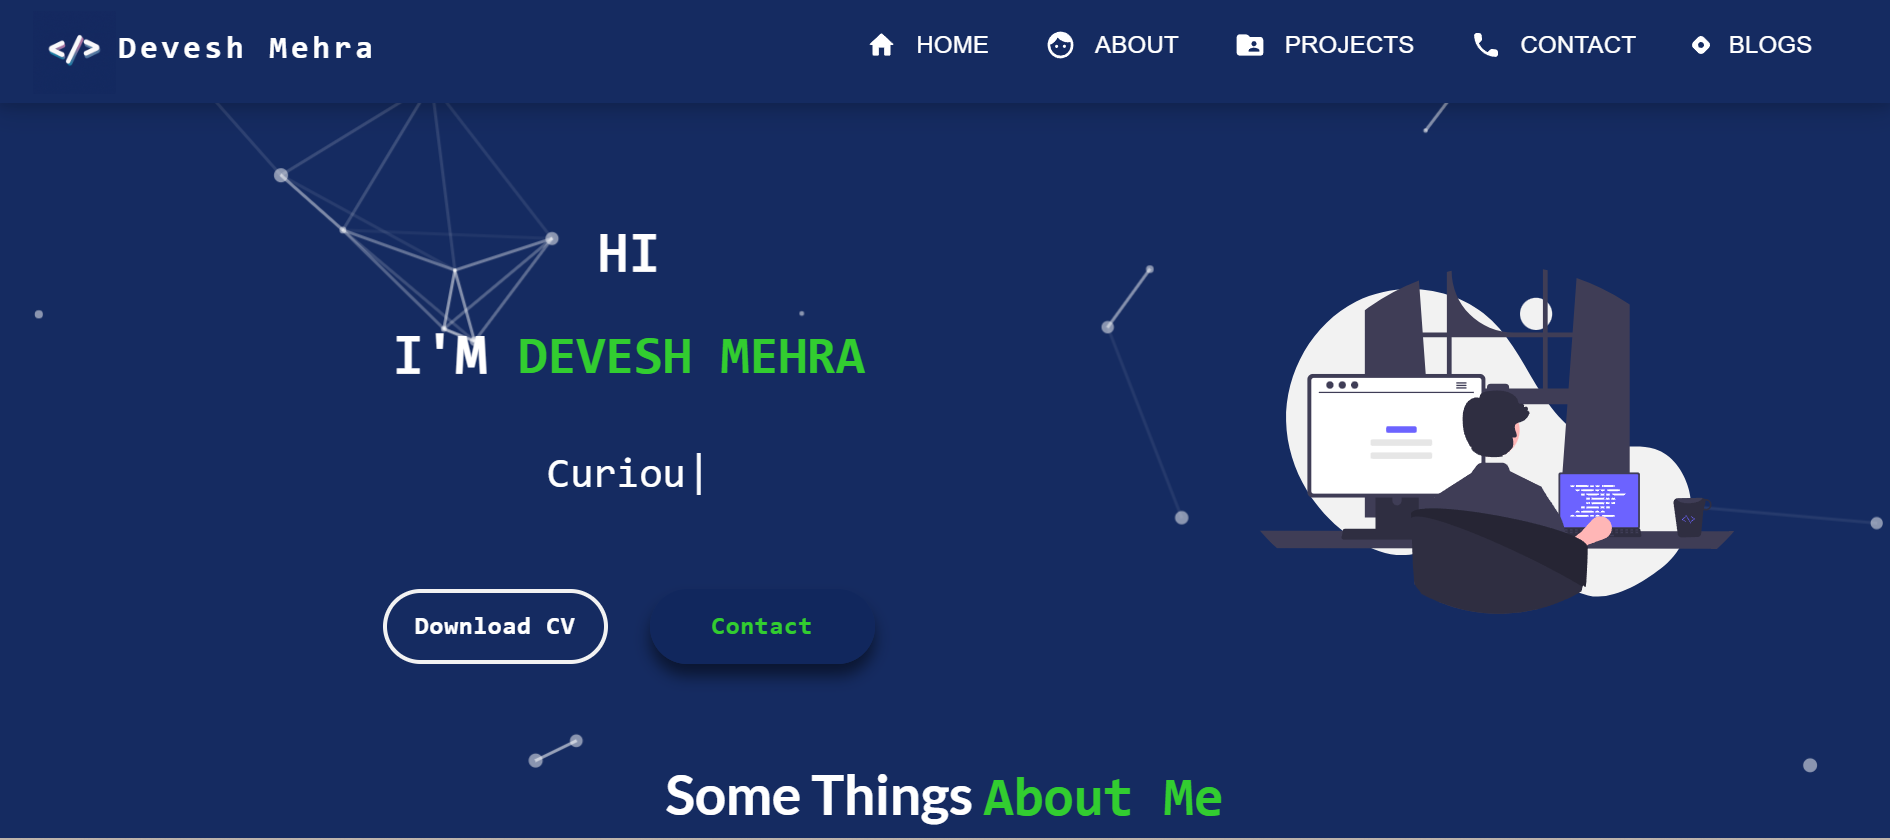 </> Devesh Mehra
HOME ABOUT PROJECTS CONTACT BLOGS
HI
I'M DEVESH MEHRA
Curiou|
Download CV Contact
Some Things About Me